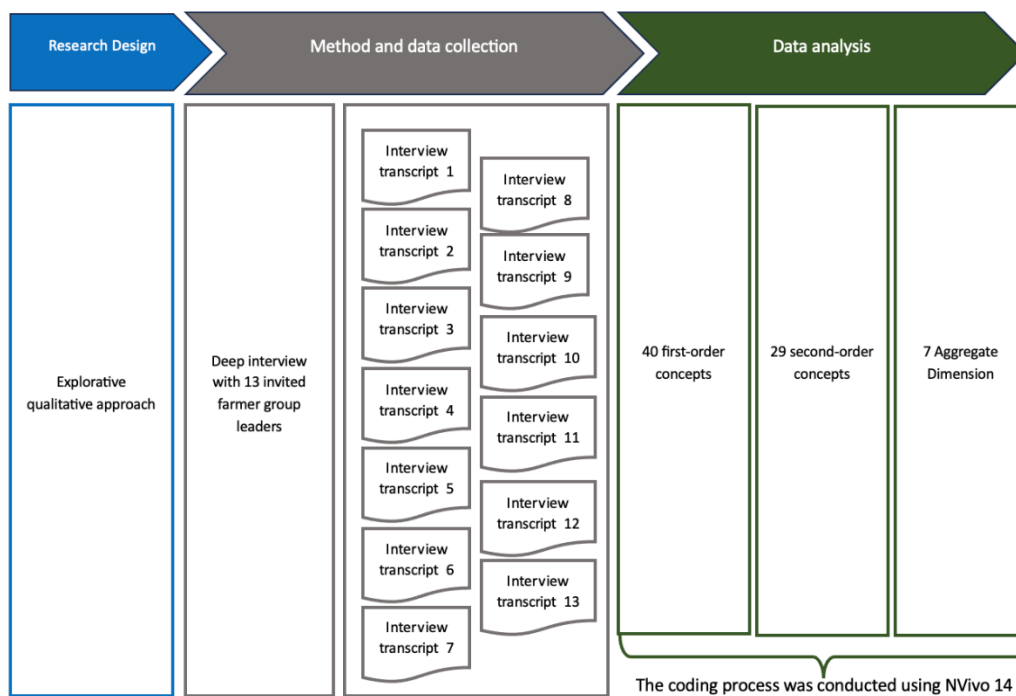 Research Design
Method and data collection
Data analysis
Explorative
qualitative approach
Deep interview
with 13 invited
farmer group
leaders
Interview
transcript 1
Interview
transcript 2
Interview
transcript 3
Interview
transcript 4
Interview
transcript 5
Interview
transcript 6
Interview
transcript 7
Interview
transcript 8
Interview
transcript 9
Interview
transcript 10
Interview
transcript 11
Interview
transcript 12
Interview
transcript 13
40 first-order
concepts
29 second-order
concepts
7 Aggregate
Dimension
The coding process was conducted using NVivo 14